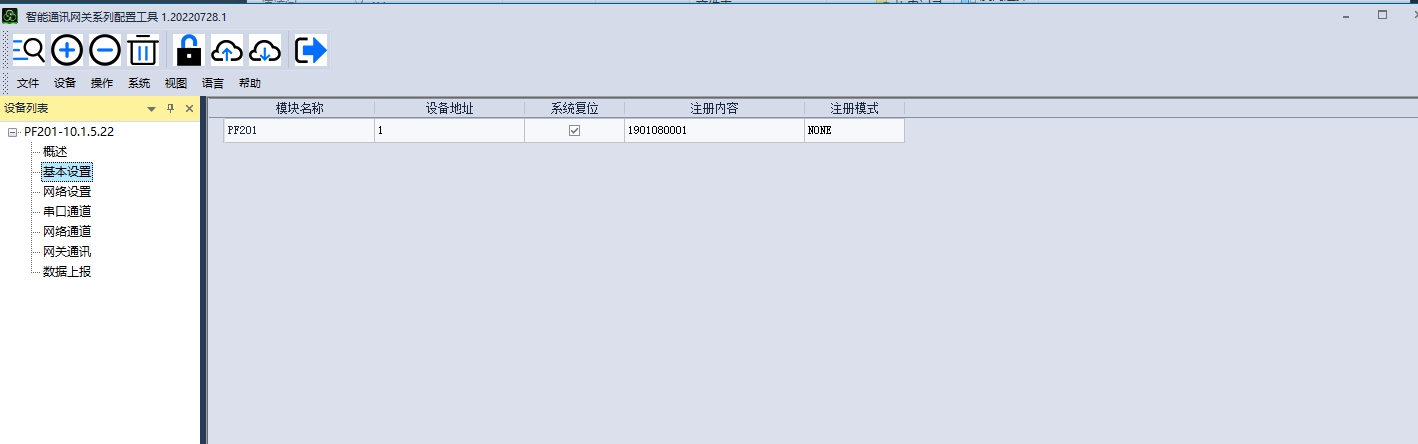 智能通讯网关系列配置工具 1.20220728.1
文件 设备 操作 系统 视图 语言 帮助
设备列表
PF201-10.1.5.22
概述
基本设置
网络设置
串口通道
网络通道
网关通讯
数据上报
模块名称 设备地址 系统复位 注册内容 注册模式
PF201 1 1901080001 NONE